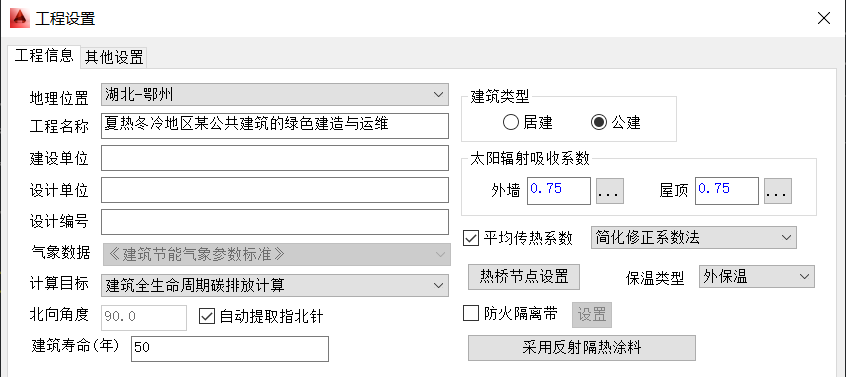 工程设置
工程信息 其他设置
地理位置 湖北-鄂州
工程名称 夏热冬冷地区某公共建筑的绿色建造与运维
建设单位
设计单位
设计编号
气象数据 《建筑节能气象参数标准》
计算目标 建筑全生命周期碳排放计算
北向角度 90.0 自动提取指北针
建筑寿命(年) 50
建筑类型
居建 公建
太阳辐射吸收系数
外墙 0.75 ... 屋顶 0.75 ...
平均传热系数 简化修正系数法
热桥节点设置 保温类型 外保温
防火隔离带 设置
采用反射隔热涂料